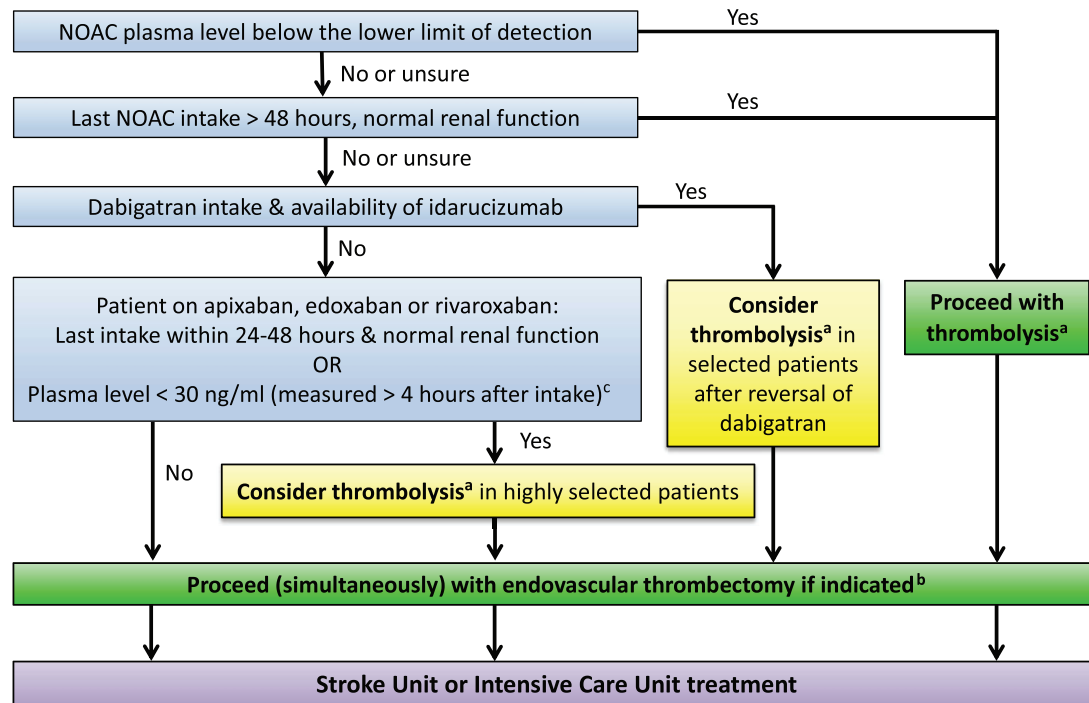 NOAC plasma level below the lower limit of detection
Yes
No or unsure
Last NOAC intake > 48 hours, normal renal function
Yes
No or unsure
Dabigatran intake & availability of idarucizumab
Yes
No
Patient on apixaban, edoxaban or rivaroxaban:
Last intake within 24-48 hours & normal renal function
OR
Plasma level < 30 ng/ml (measured > 4 hours after intake)ᶜ
Consider
thrombolysisᵃ in
selected patients
after reversal of
dabigatran
Proceed with
thrombolysisᵃ
No
Yes
Consider thrombolysisᵃ in highly selected patients
Proceed (simultaneously) with endovascular thrombectomy if indicatedᵇ
Stroke Unit or Intensive Care Unit treatment